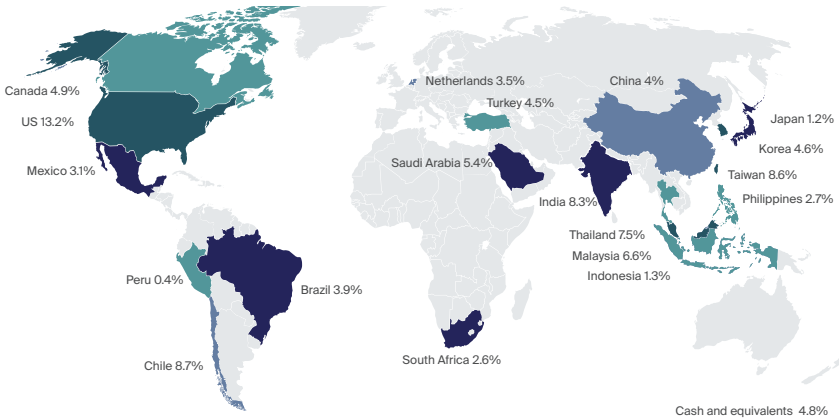 Canada 4.9%
US 13.2%
Mexico 3.1%
Peru 0.4%
Brazil 3.9%
Chile 8.7%
Netherlands 3.5%
Turkey 4.5%
Saudi Arabia 5.4%
South Africa 2.6%
China 4%
India 8.3%
Japan 1.2%
Korea 4.6%
Taiwan 8.6%
Philippines 2.7%
Thailand 7.5%
Malaysia 6.6%
Indonesia 1.3%
Cash and equivalents 4.8%